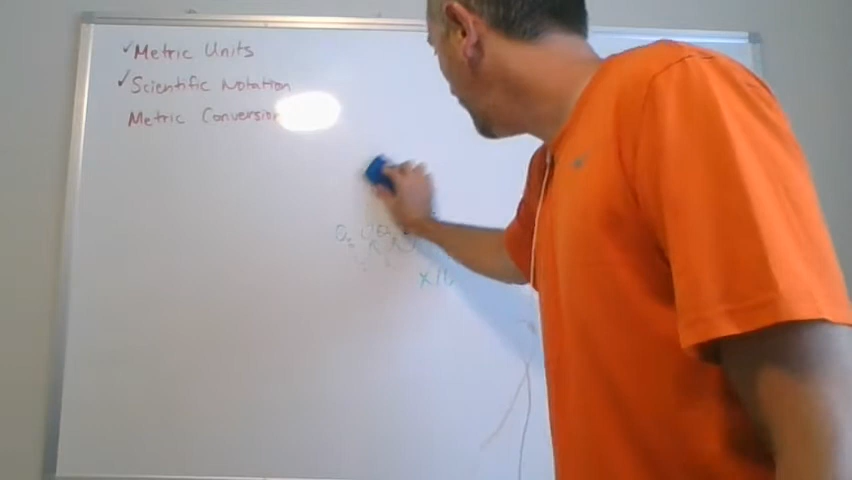 ✓ Metric Units
✓ Scientific Notation
Metric Conversion